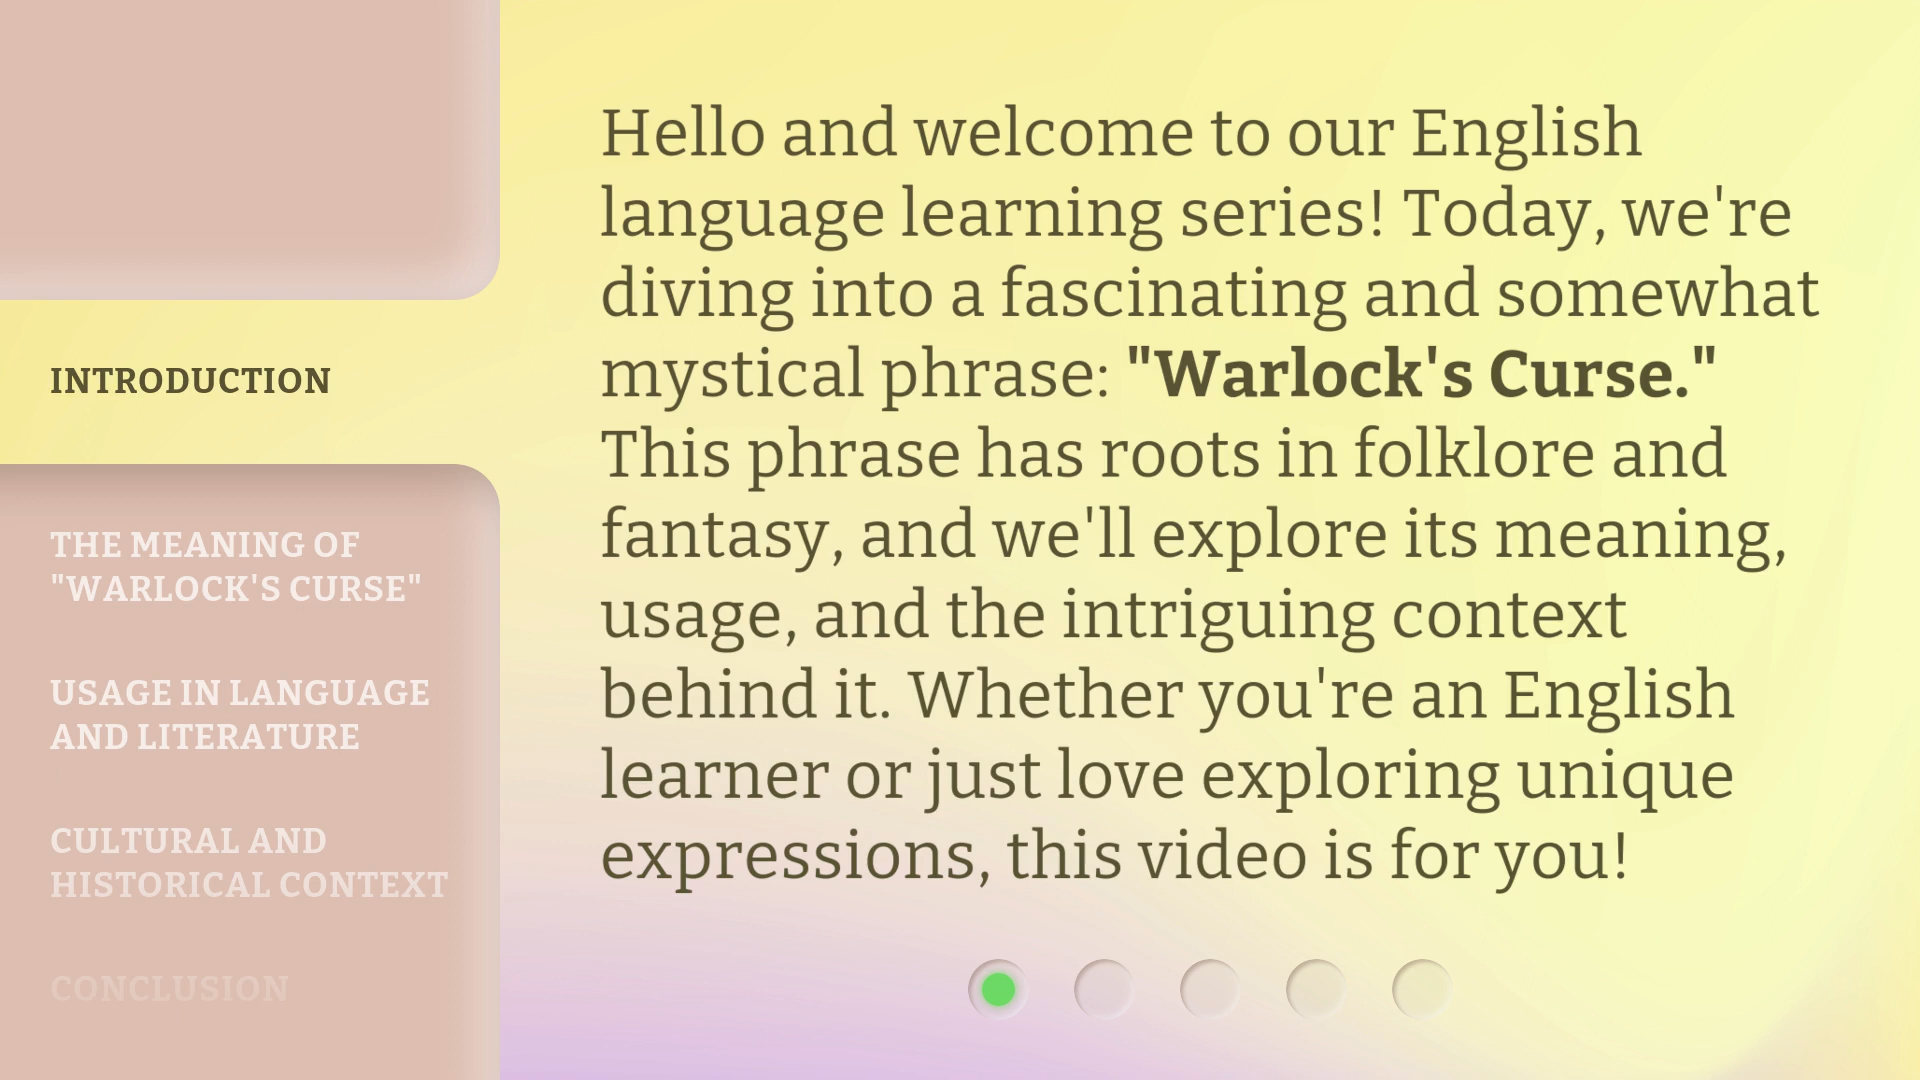 INTRODUCTION
THE MEANING OF
"WARLOCK'S CURSE"
USAGE IN LANGUAGE
AND LITERATURE
CULTURAL AND
HISTORICAL CONTEXT
CONCLUSION
Hello and welcome to our English
language learning series! Today, we're
diving into a fascinating and somewhat
mystical phrase: "Warlock's Curse."
This phrase has roots in folklore and
fantasy, and we'll explore its meaning,
usage, and the intriguing context
behind it. Whether you're an English
learner or just love exploring unique
expressions, this video is for you!